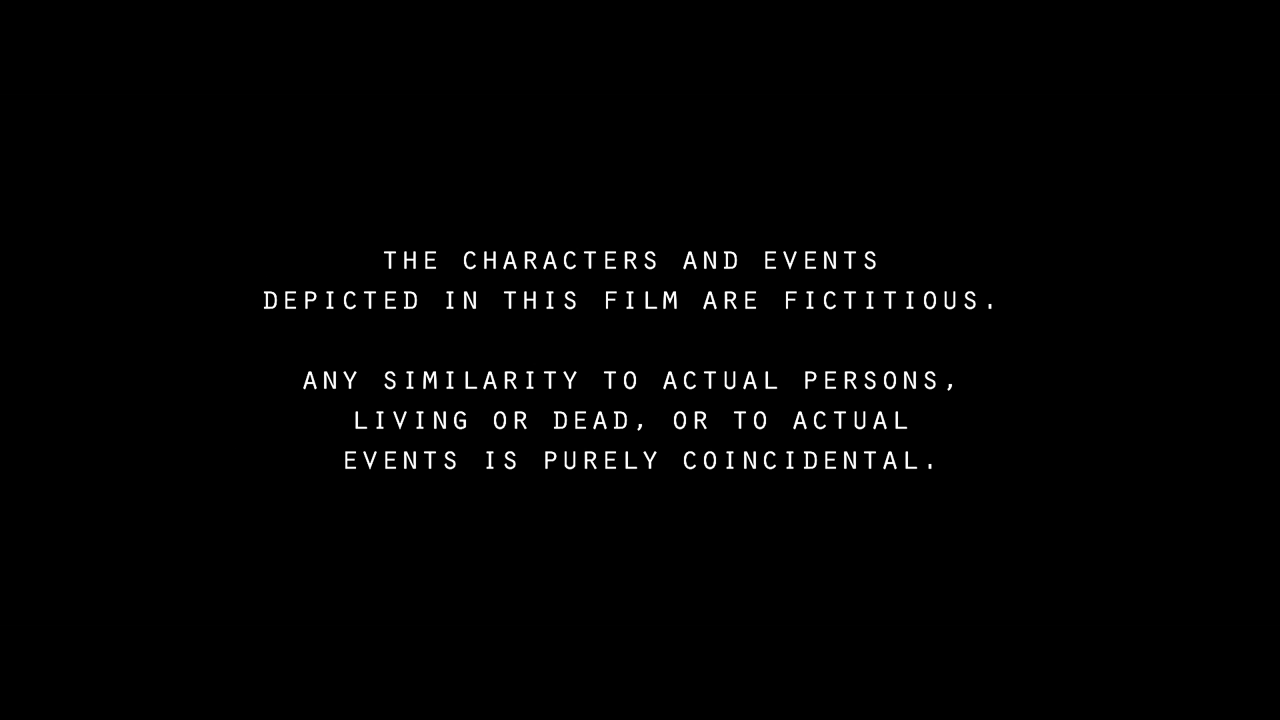 THE CHARACTERS AND EVENTS
DEPICTED IN THIS FILM ARE FICTITIOUS.
ANY SIMILARITY TO ACTUAL PERSONS,
LIVING OR DEAD, OR TO ACTUAL
EVENTS IS PURELY COINCIDENTAL.